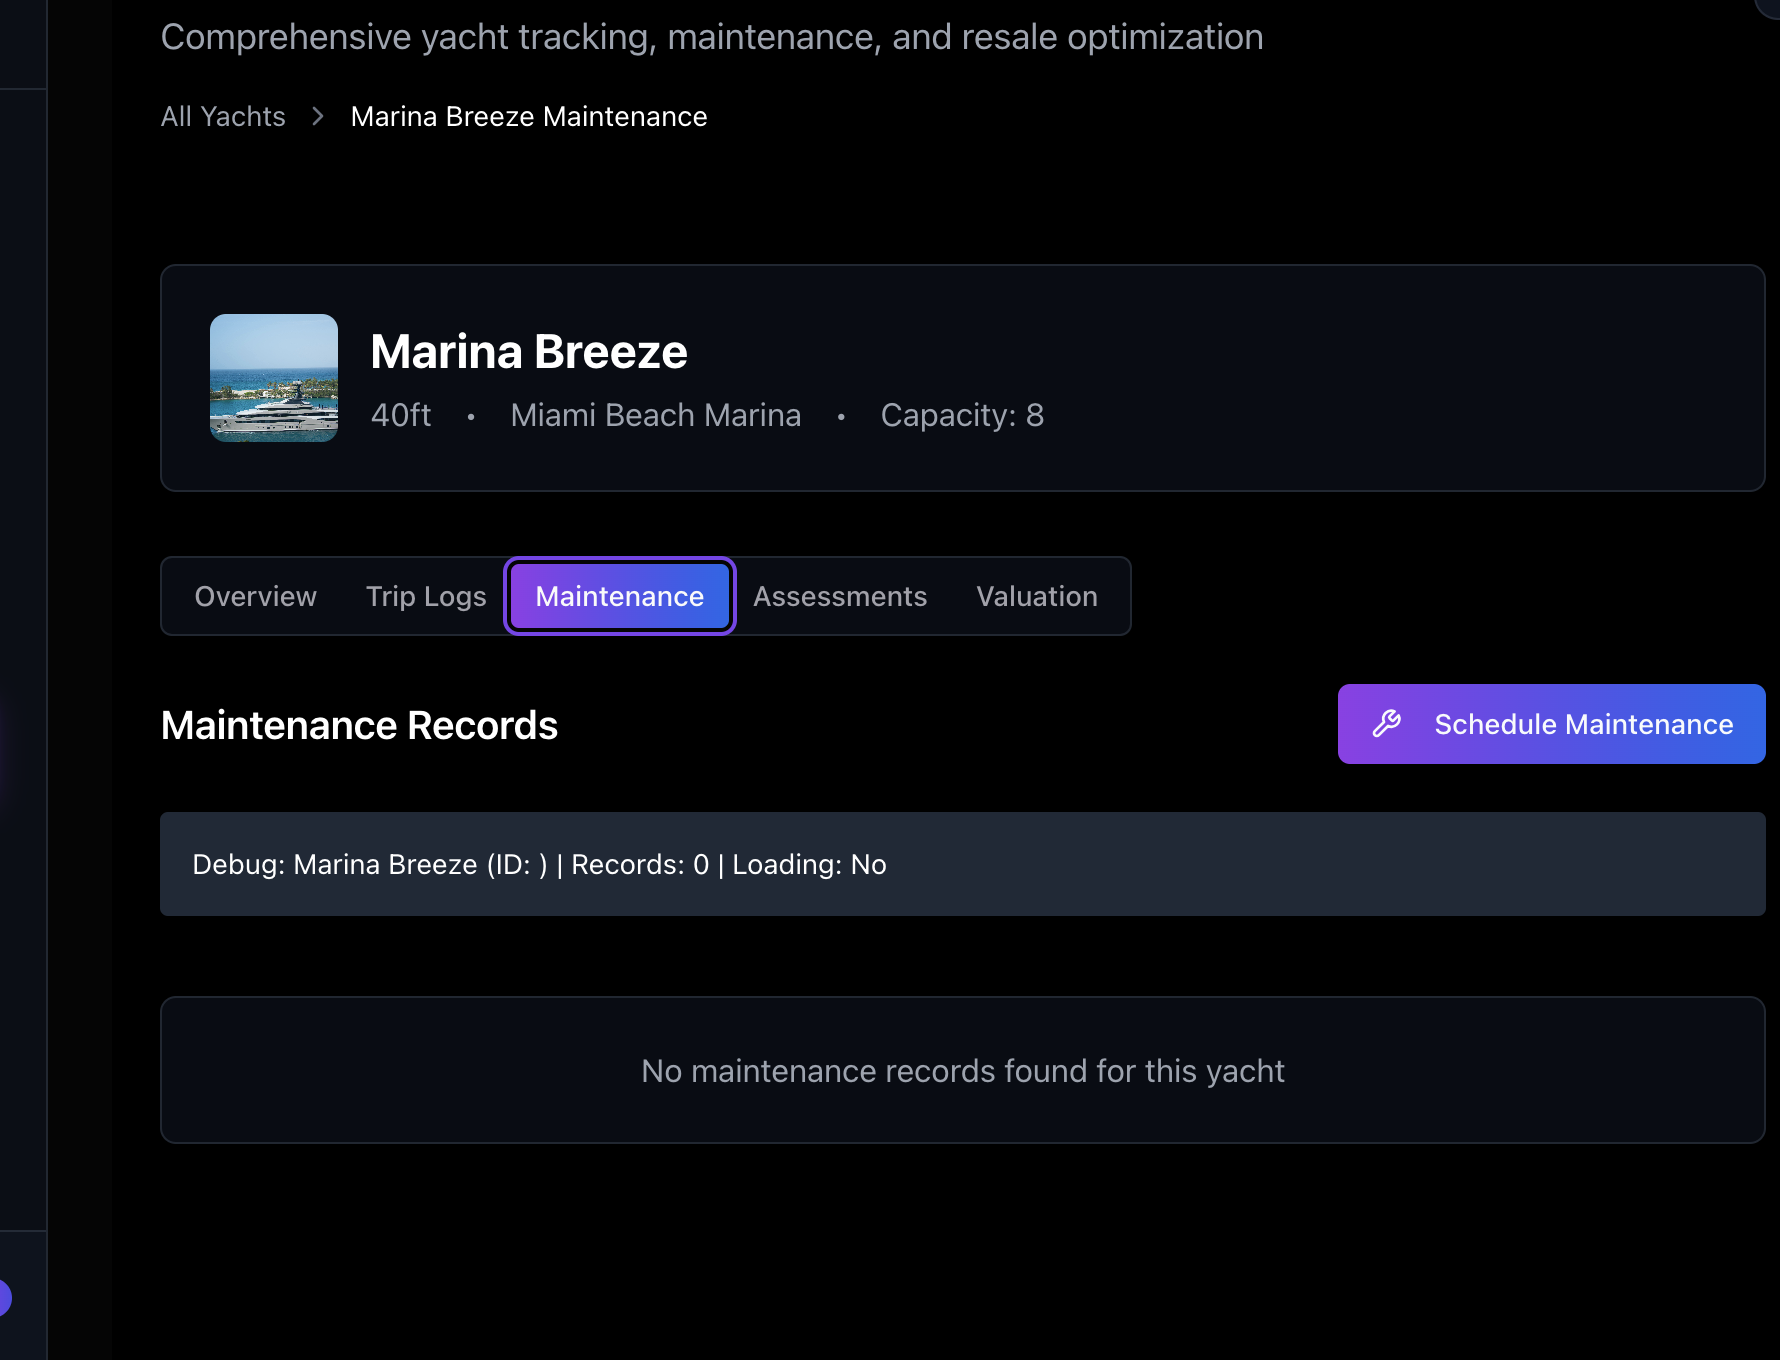 Comprehensive yacht tracking, maintenance, and resale optimization
All Yachts > Marina Breeze Maintenance
Marina Breeze
40ft • Miami Beach Marina • Capacity: 8
Overview Trip Logs Maintenance Assessments Valuation
Maintenance Records
Schedule Maintenance
Debug: Marina Breeze (ID: ) | Records: 0 | Loading: No
No maintenance records found for this yacht